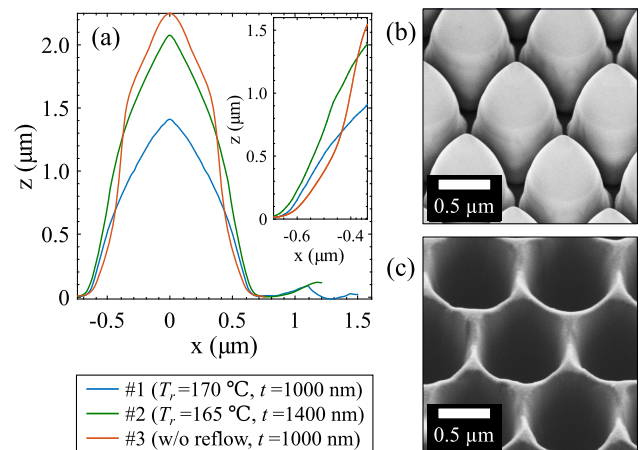 (a)
z (μm)
2.0
1.5
1.0
0.5
0
-0.5
0
0.5
1
1.5
x (μm)
z (μm)
1.5
1.0
0.5
0
-0.6
-0.4
x (μm)
#1 (Tr =170 ℃, t =1000 nm)
#2 (Tr =165 ℃, t =1400 nm)
#3 (w/o reflow, t =1000 nm)
(b)
0.5 μm
(c)
0.5 μm